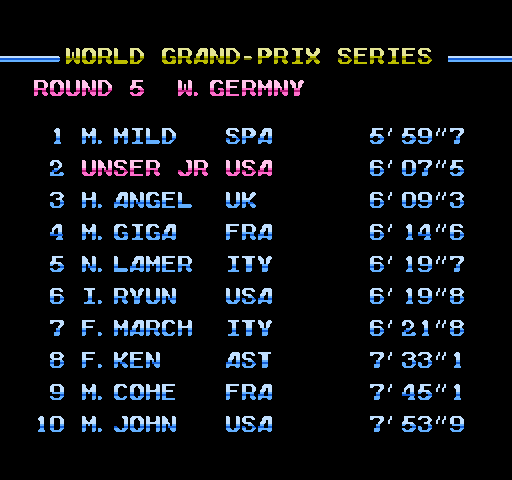 WORLD GRAND-PRIX SERIES
ROUND 5 W. GERMNY
1 M. MILD SPA 5'59"7
2 UNSER JR USA 6'07"5
3 H. ANGEL UK 6'09"3
4 M. GIGA FRA 6'14"6
5 N. LAMER ITY 6'19"7
6 I. RYUN USA 6'19"8
7 F. MARCH ITY 6'21"8
8 F. KEN AST 7'33"1
9 M. COHE FRA 7'45"1
10 M. JOHN USA 7'53"9